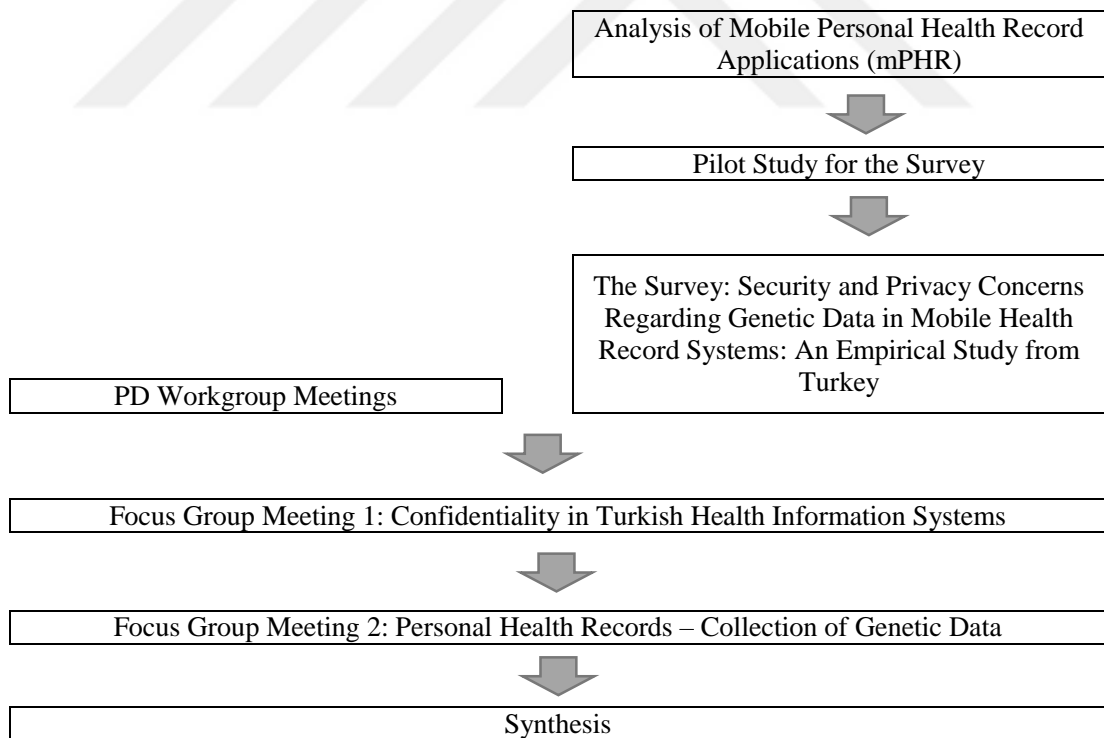 Analysis of Mobile Personal Health Record
Applications (mPHR)
Pilot Study for the Survey
The Survey: Security and Privacy Concerns
Regarding Genetic Data in Mobile Health
Record Systems: An Empirical Study from
Turkey
PD Workgroup Meetings
Focus Group Meeting 1: Confidentiality in Turkish Health Information Systems
Focus Group Meeting 2: Personal Health Records – Collection of Genetic Data
Synthesis